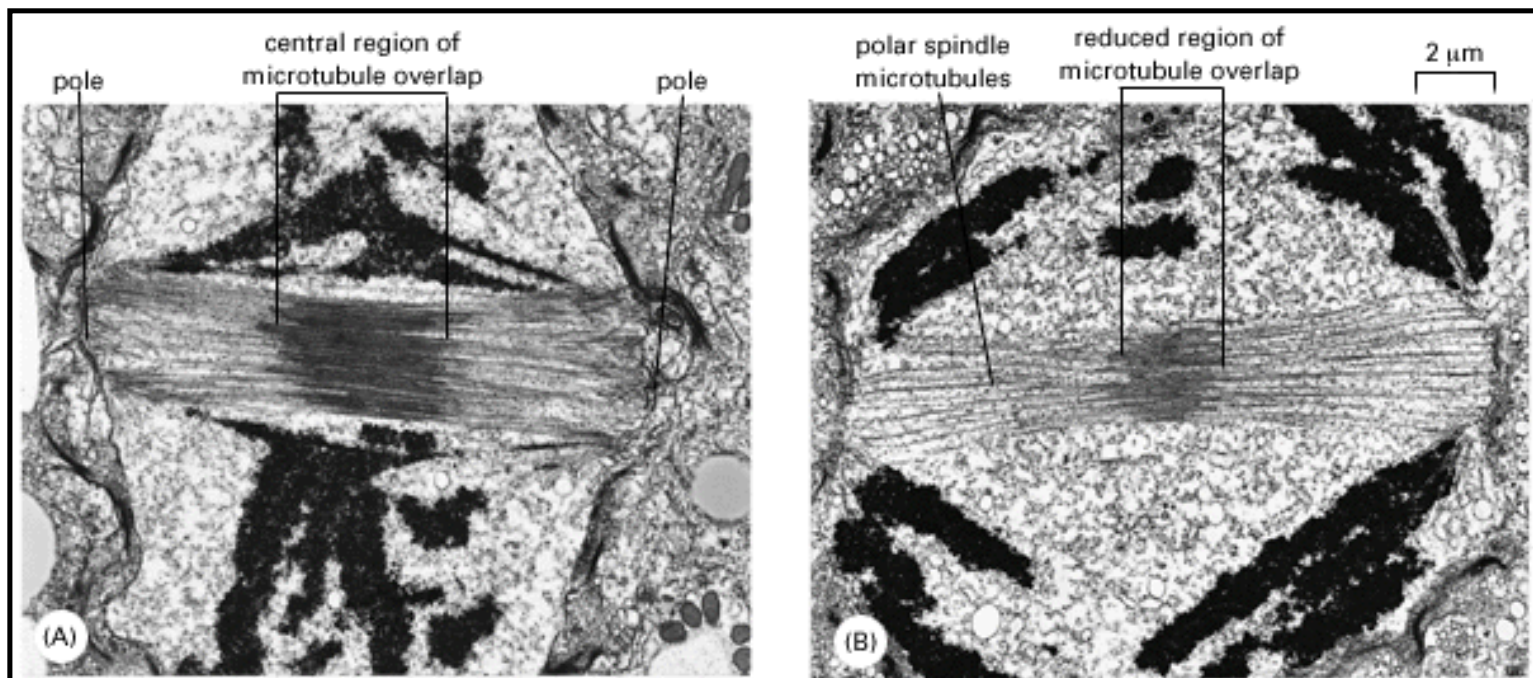 central region of
microtubule overlap
pole
pole
polar spindle
microtubules
reduced region of
microtubule overlap
2 μm
(A)
(B)